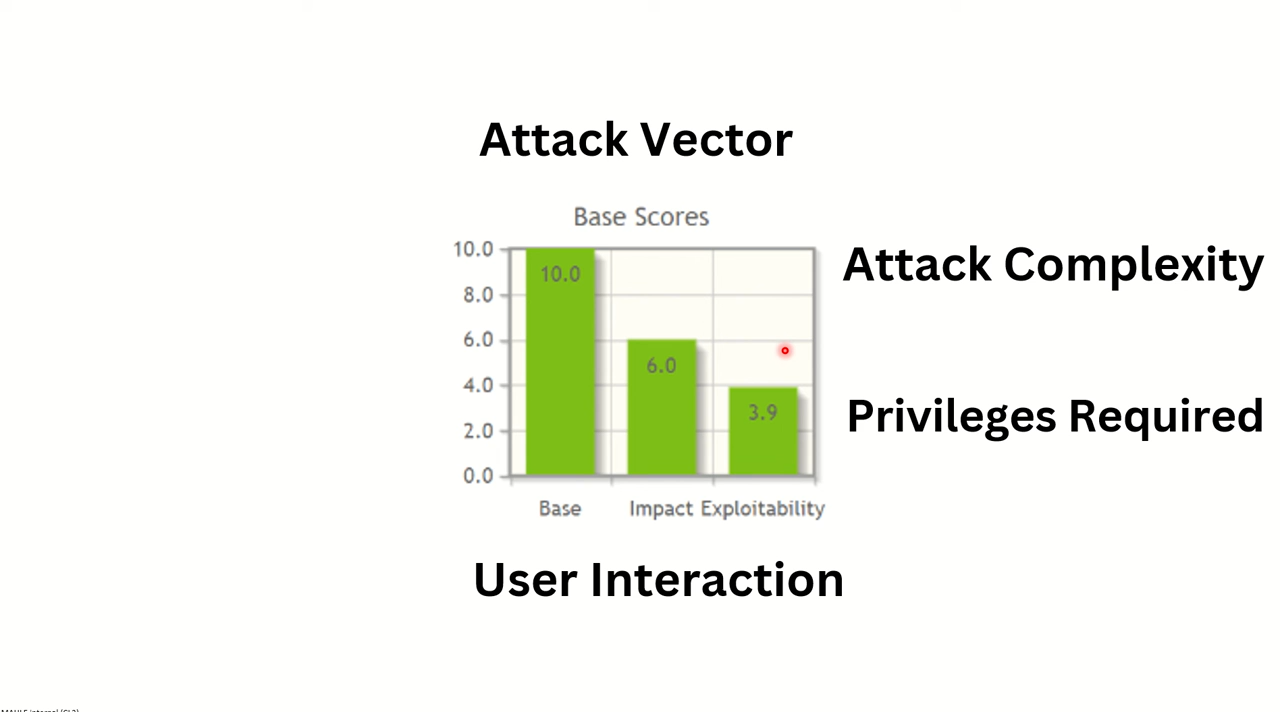 Attack Vector
Base Scores
10.0
10.0
8.0
6.0
6.0
4.0
3.9
2.0
0.0
Base
Impact
Exploitability
Attack Complexity
Privileges Required
User Interaction